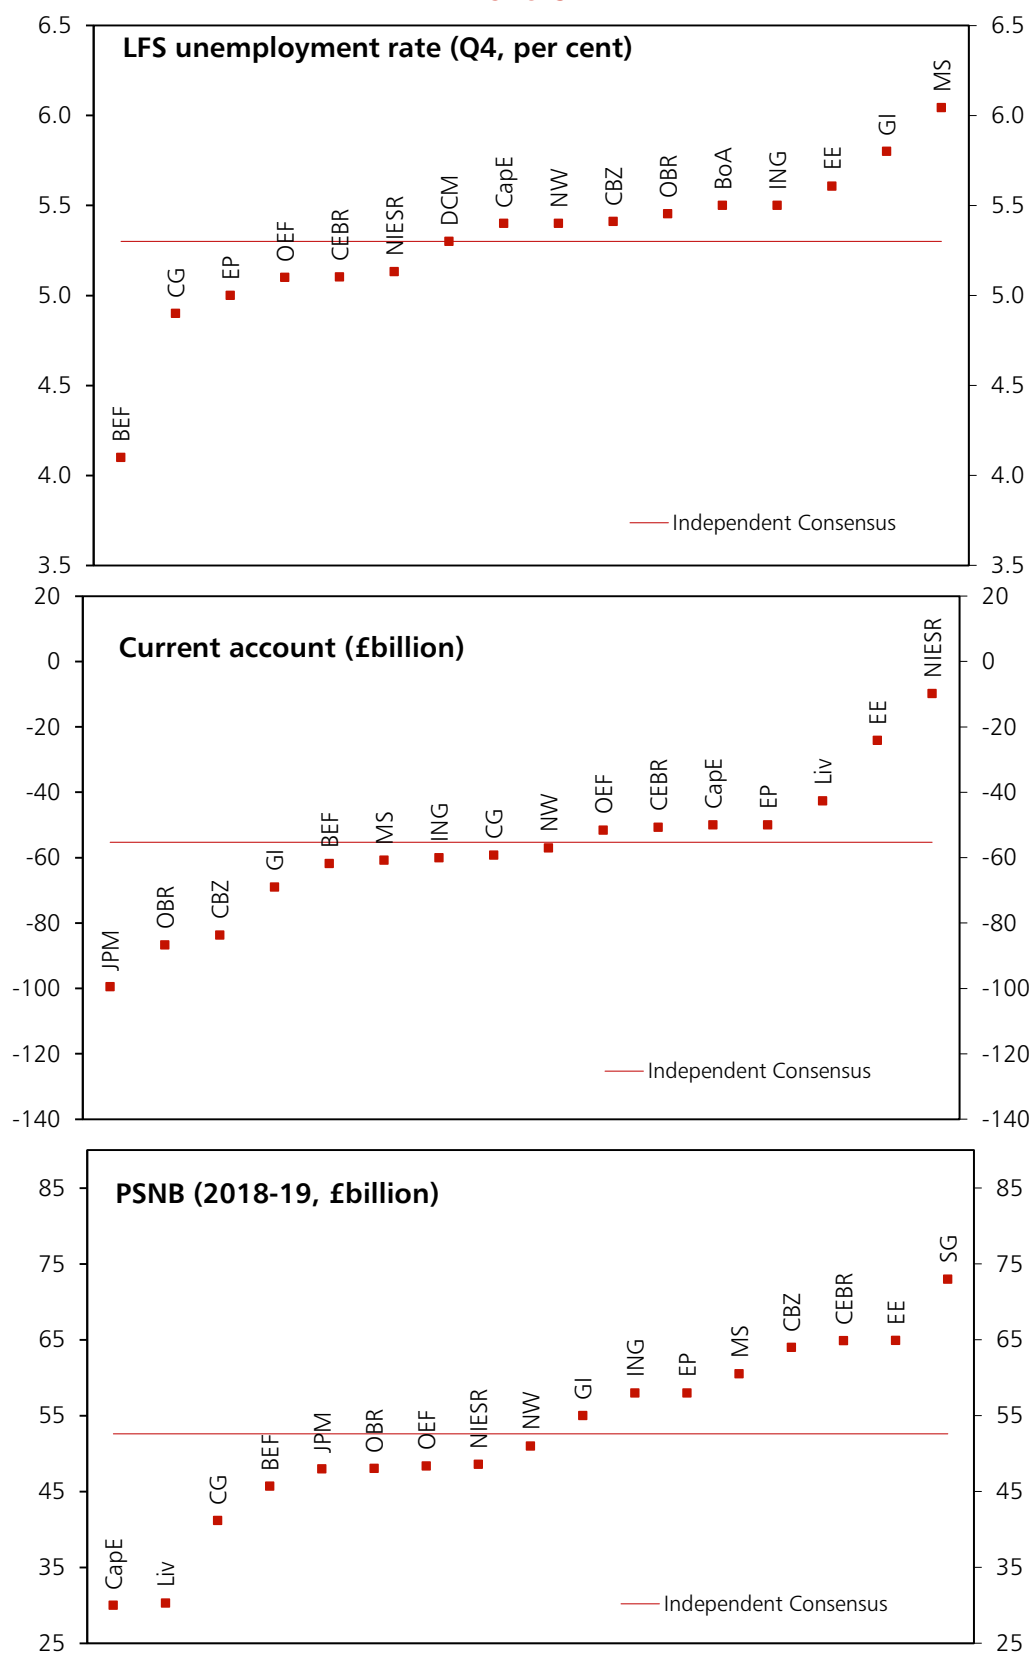 LFS unemployment rate (Q4, per cent)
6.5
6.0
5.5
5.0
4.5
4.0
3.5
6.5
6.0
5.5
5.0
4.5
4.0
3.5
BEF
CG
EP
OEF
CEBR
NIESR
DCM
CapE
NW
CBZ
OBR
BoA
ING
EE
GI
MS
Independent Consensus
Current account (£billion)
20
0
-20
-40
-60
-80
-100
-120
-140
20
0
-20
-40
-60
-80
-100
-120
-140
JPM
OBR
CBZ
GI
BEF
MS
ING
CG
NW
OEF
CEBR
CapE
EP
Liv
EE
NIESR
Independent Consensus
PSNB (2018-19, £billion)
85
75
65
55
45
35
25
85
75
65
55
45
35
25
CapE
Liv
CG
BEF
JPM
OBR
OEF
NIESR
NW
GI
ING
EP
MS
CBZ
CEBR
EE
SG
Independent Consensus